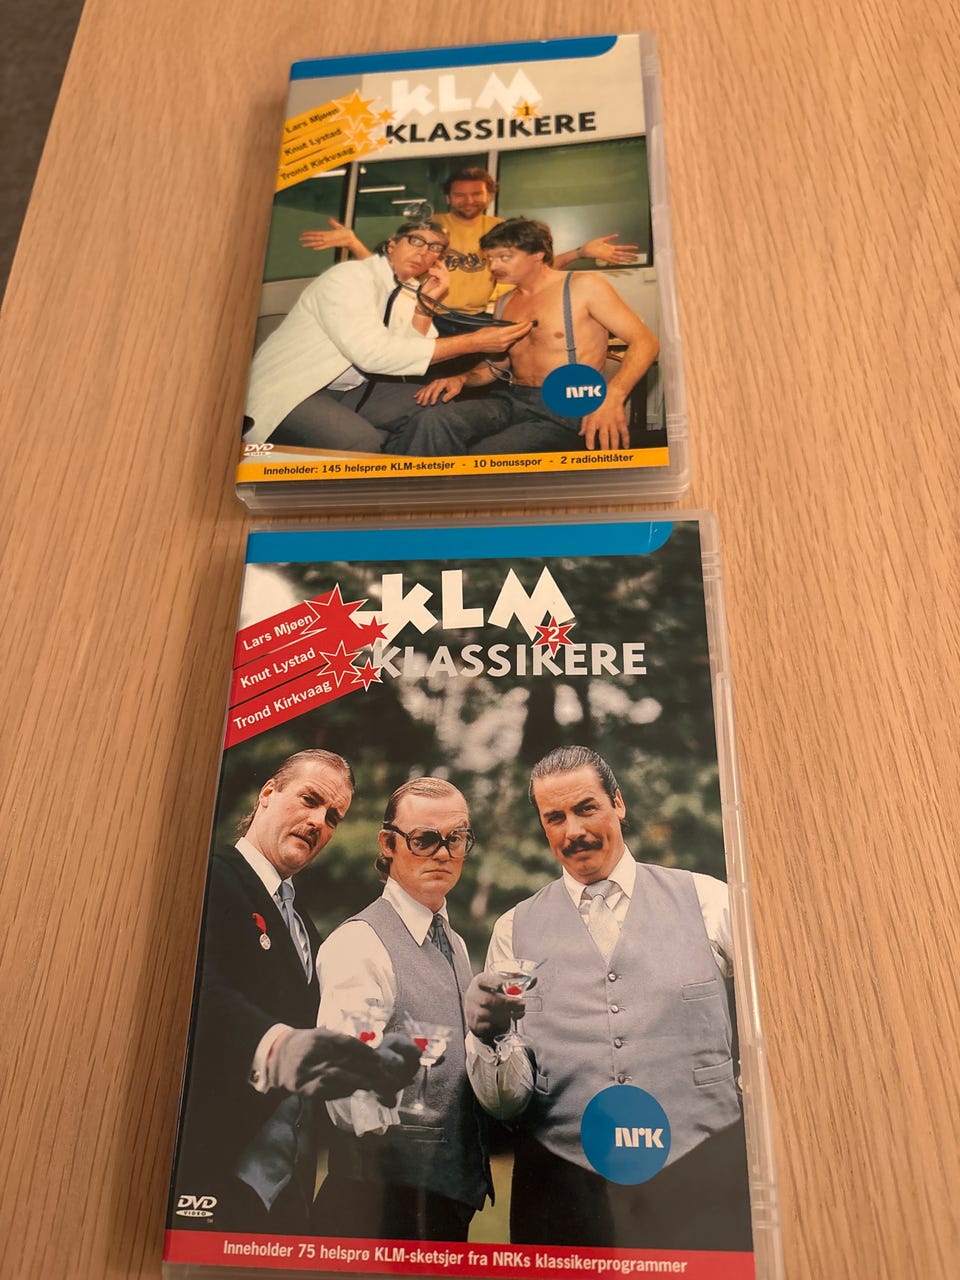 KLM
1
KLASSIKERE
Lars Mjøen
Knut Lystad
Trond Kirkvaag
NRK
DVD
VIDEO
Inneholder: 145 helsprøe KLM-sketsjer - 10 bonusspor - 2 radiohitlåter
KLM
2
KLASSIKERE
Lars Mjøen
Knut Lystad
Trond Kirkvaag
NRK
DVD
VIDEO
TM
Inneholder 75 helsprø KLM-sketsjer fra NRKs klassikerprogrammer